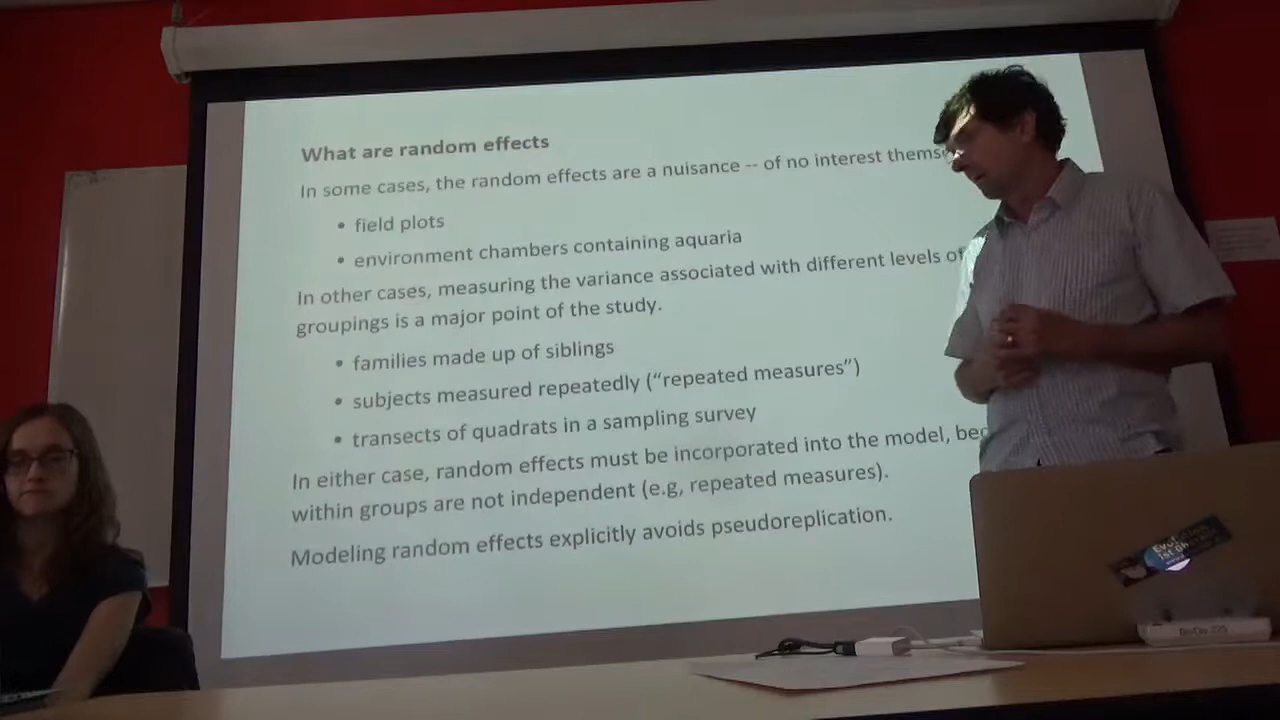 What are random effects
In some cases, the random effects are a nuisance -- of no interest
• field plots
• environment chambers containing aquaria
In other cases, measuring the variance associated with different levels of
groupings is a major point of the study.
• families made up of siblings
• subjects measured repeatedly (“repeated measures”)
• transects of quadrats in a sampling survey
In either case, random effects must be incorporated into the model,
within groups are not independent (e.g, repeated measures).
Modeling random effects explicitly avoids pseudoreplication.